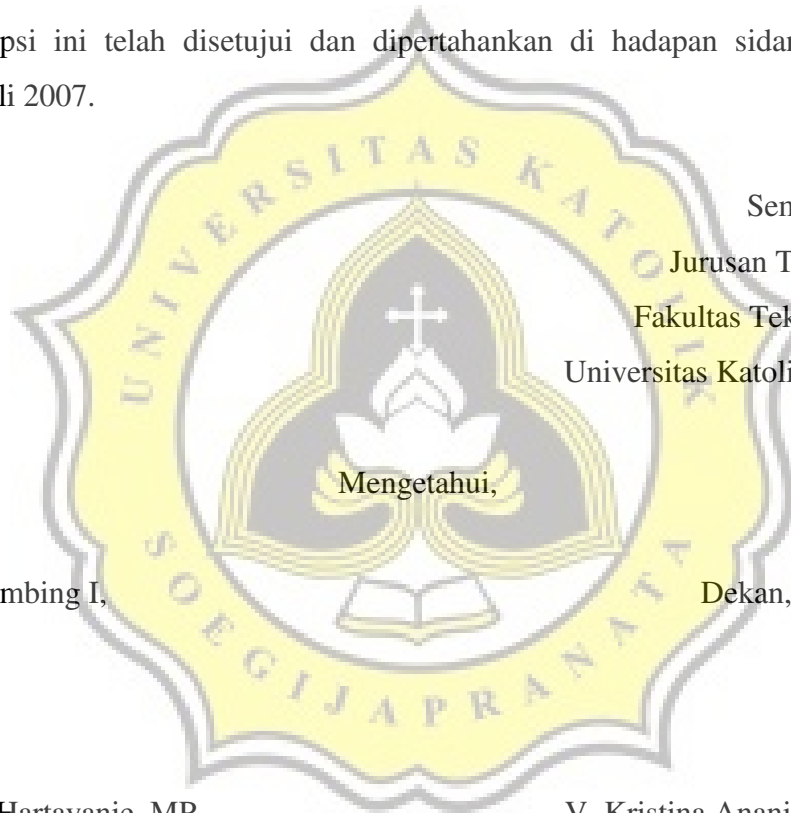 psi ini telah disetujui dan dipertahankan di hadapan sidan
li 2007.
UNIVERSITAS KATOLIK
Sem
Jurusan T
Fakultas Tek
Universitas Katoli
Mengetahui,
mbing I,
Dekan,
SOEGIJAPRANATA
Hartayanie, MP
V. Kristina Anani